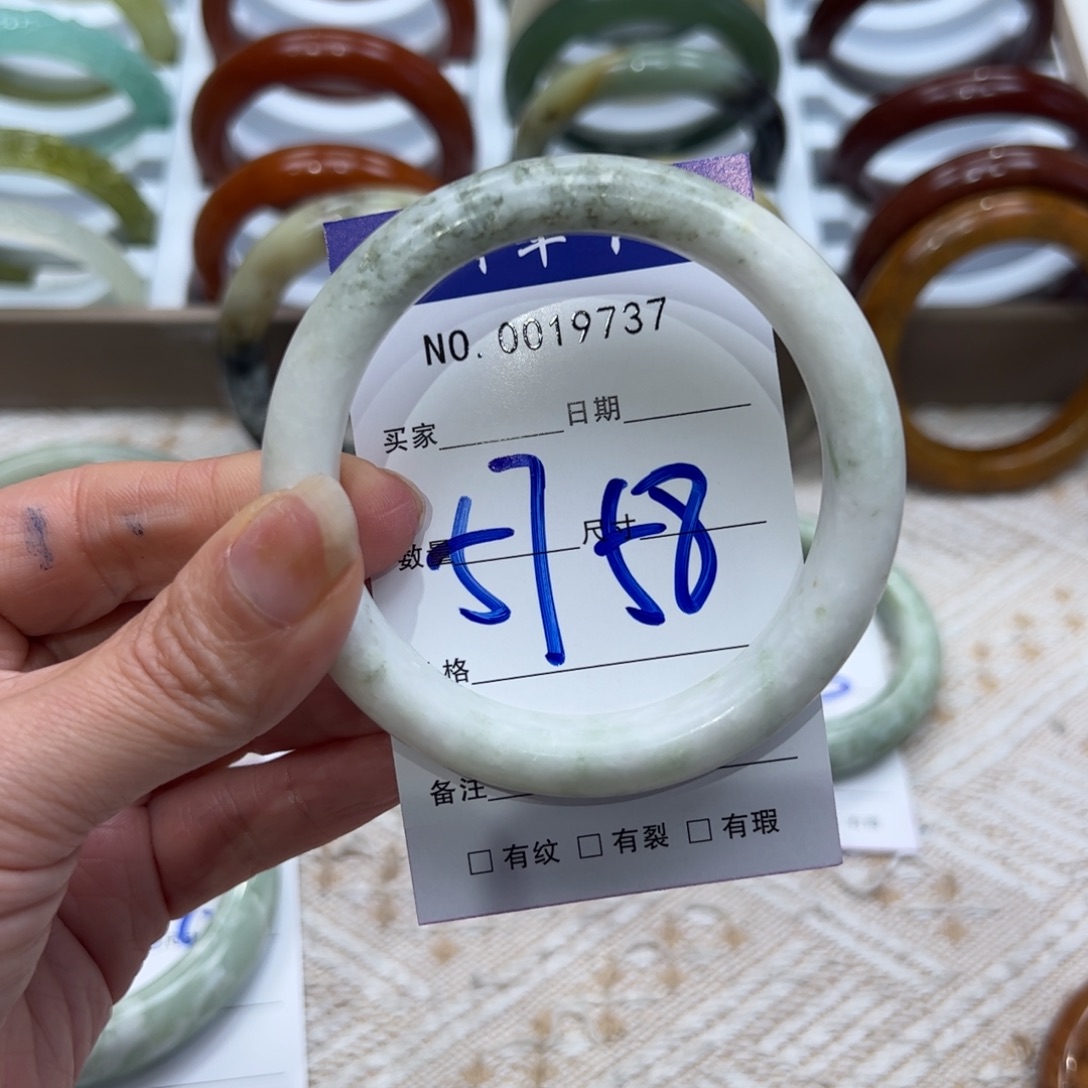 NO. 0019737
买家 日期
57 58
数量 尺寸
格
备注
□ 有纹 □ 有裂 □ 有瑕